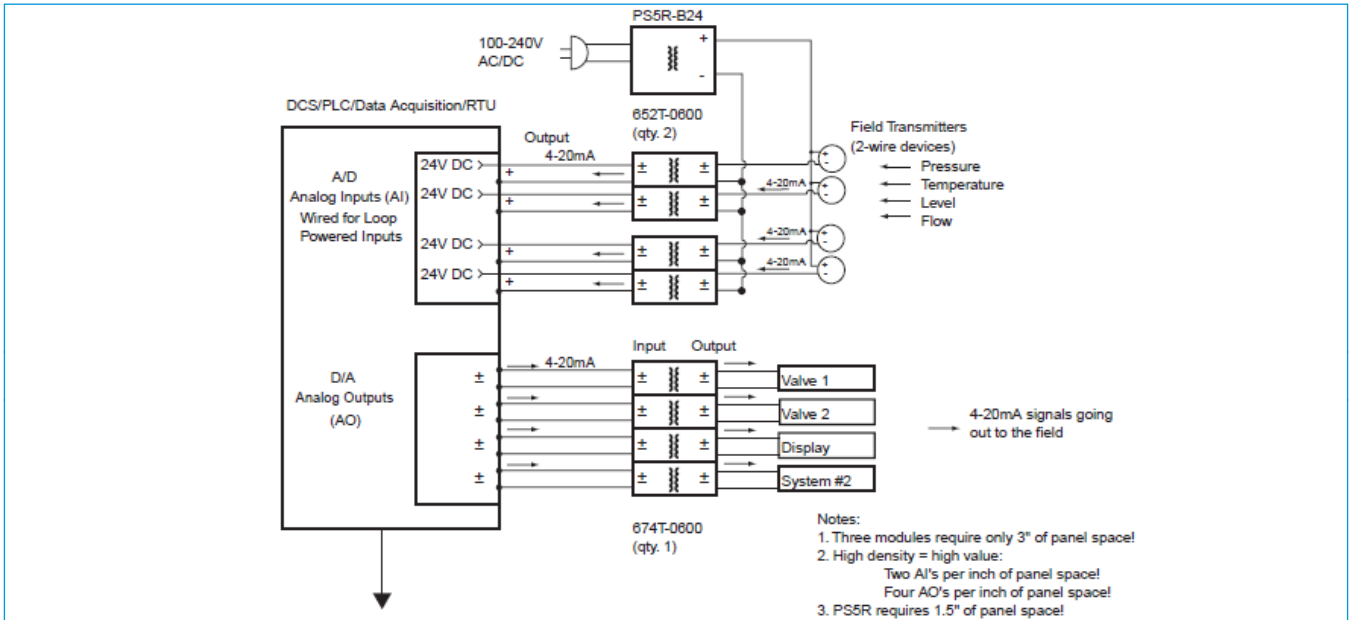 PS5R-B24
100-240V
AC/DC
+
-
DCS/PLC/Data Acquisition/RTU
652T-0600
(qty. 2)
Output
4-20mA
Field Transmitters
(2-wire devices)
Pressure
Temperature
Level
Flow
A/D
Analog Inputs (AI)
Wired for Loop
Powered Inputs
24V DC
+
± ±
+
-
24V DC
+
± ±
4-20mA
+
-
24V DC
+
± ±
4-20mA
+
-
24V DC
+
± ±
4-20mA
+
-
Input Output
4-20mA
D/A
Analog Outputs
(AO)
± ± ± Valve 1
± ± ± Valve 2
± ± ± Display
± ± ± System #2
4-20mA signals going
out to the field
674T-0600
(qty. 1)
Notes:
1. Three modules require only 3" of panel space!
2. High density = high value:
Two AI's per inch of panel space!
Four AO's per inch of panel space!
3. PS5R requires 1.5" of panel space!